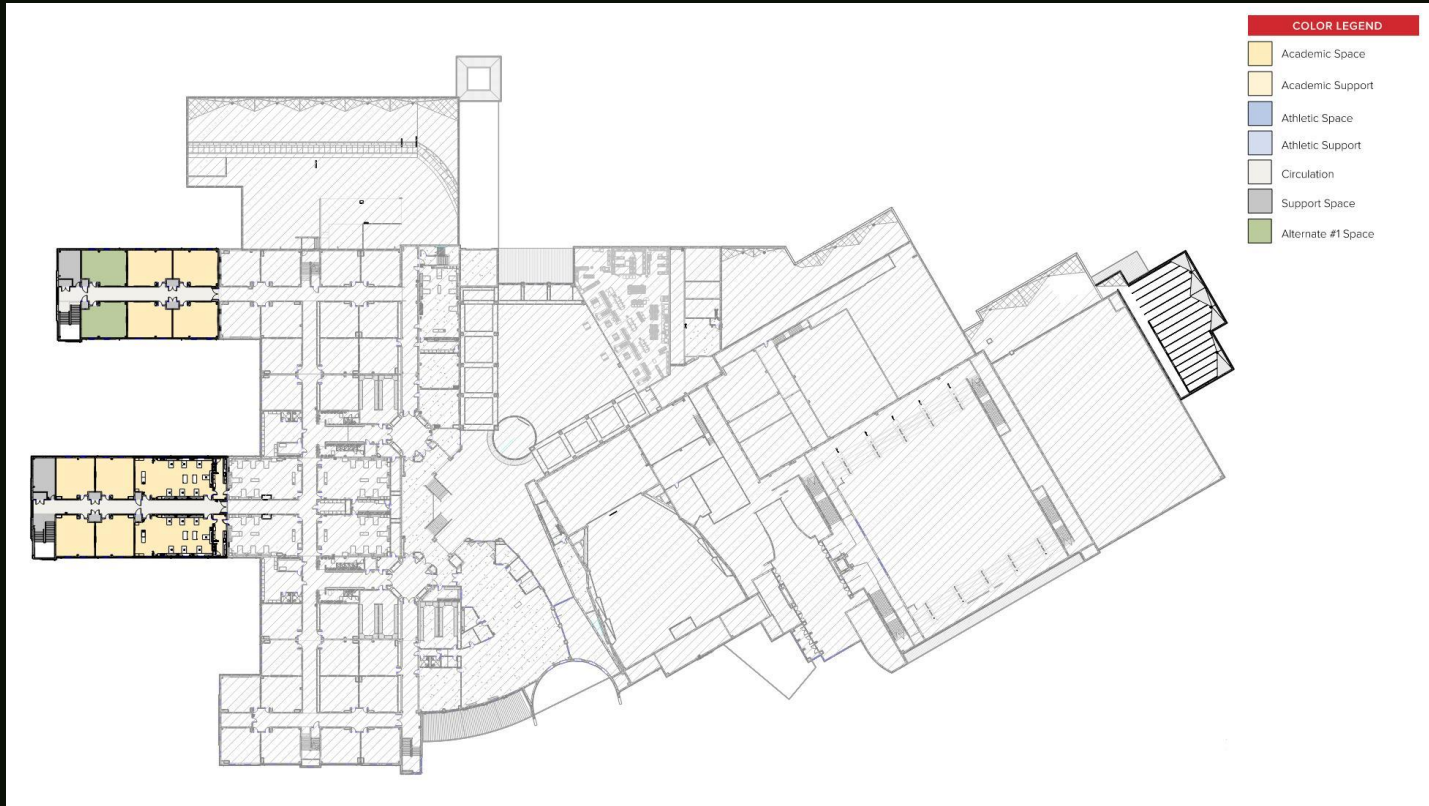 COLOR LEGEND
Academic Space
Academic Support
Athletic Space
Athletic Support
Circulation
Support Space
Alternate #1 Space